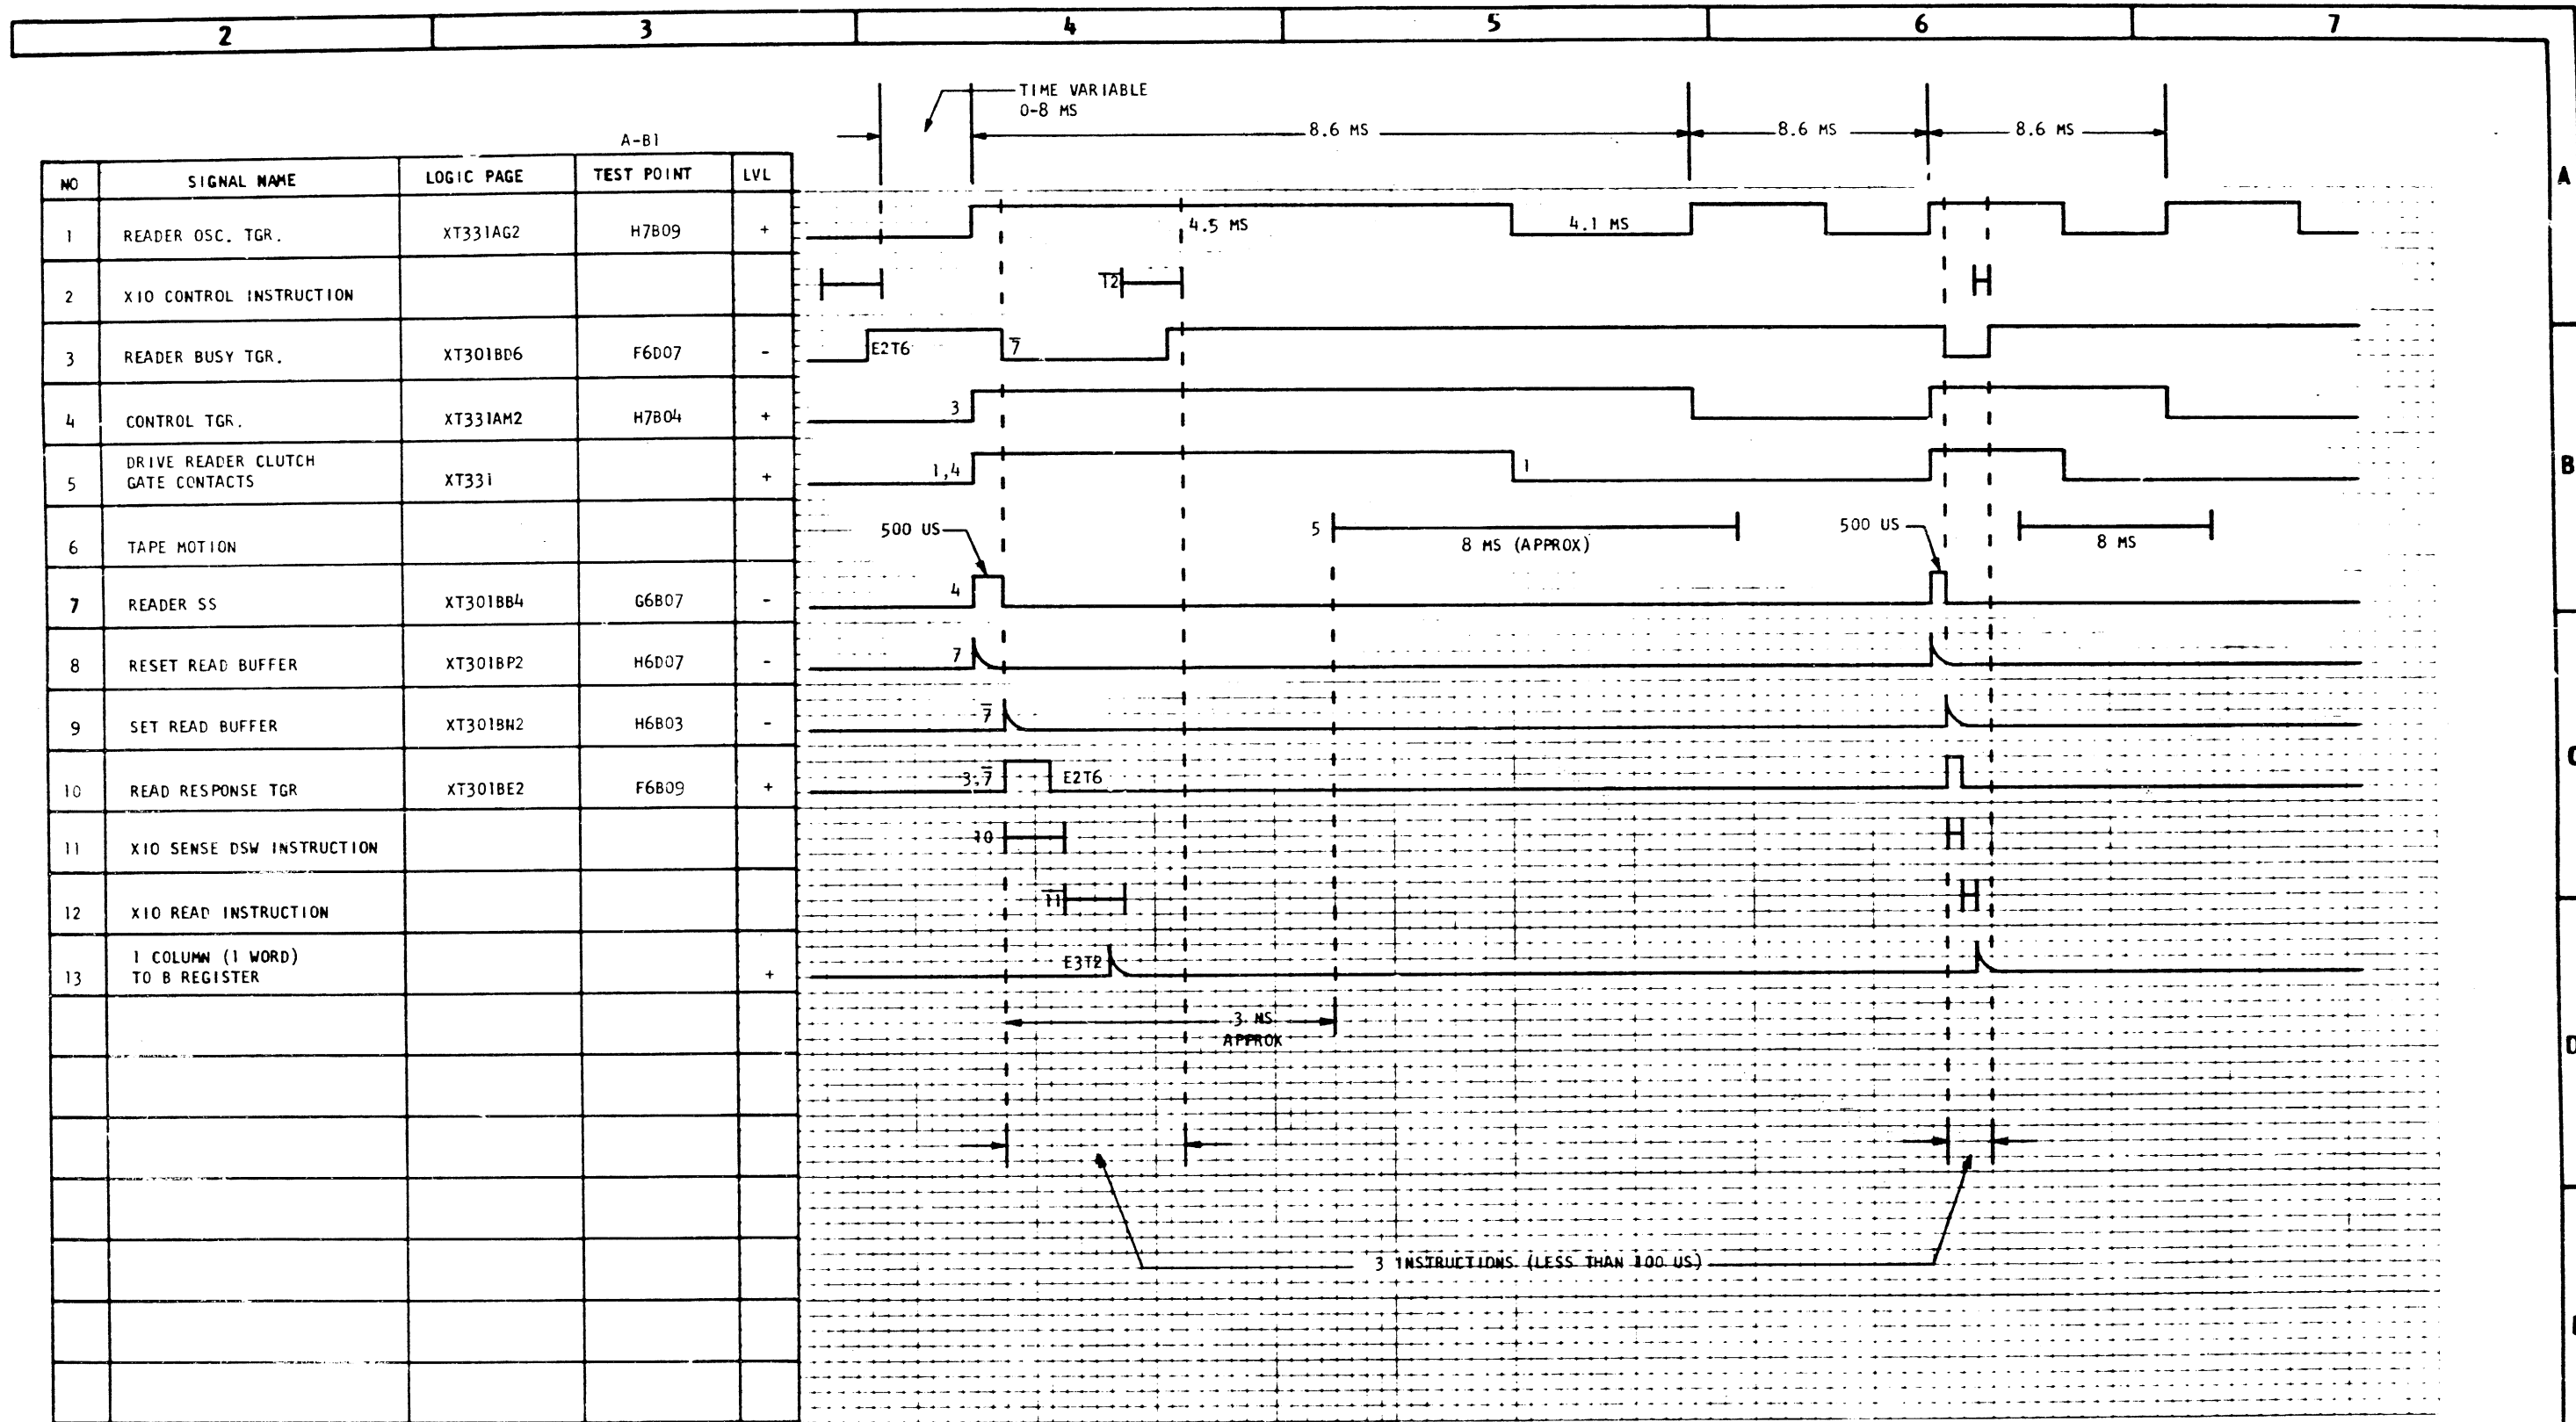 2 3 4 5 6 7
TIME VARIABLE
0-8 MS
8.6 MS 8.6 MS 8.6 MS
A-B1
NO SIGNAL NAME LOGIC PAGE TEST POINT LVL
A
1 READER OSC. TGR. XT331AG2 H7B09 +
4.5 MS 4.1 MS
2 XIO CONTROL INSTRUCTION
1̅2̅
3 READER BUSY TGR. XT301BD6 F6D07 - E2T6 7̅
4 CONTROL TGR. XT331AM2 H7B04 + 3
DRIVE READER CLUTCH
5 GATE CONTACTS XT331 + 1,4 1
B
500 US 5 8 MS (APPROX) 500 US 8 MS
6 TAPE MOTION
7 READER SS XT301BB4 G6B07 - 4
8 RESET READ BUFFER XT301BP2 H6D07 - 7
9 SET READ BUFFER XT301BN2 H6B03 - 7̅
C
10 READ RESPONSE TGR XT301BE2 F6B09 + 3,7̅ E2T6
11 XIO SENSE DSW INSTRUCTION 10
12 XIO READ INSTRUCTION 1̅1̅
1 COLUMN (1 WORD)
13 TO B REGISTER + E3T2
3 MS
APPROX
D
3 INSTRUCTIONS (LESS THAN 100 US)